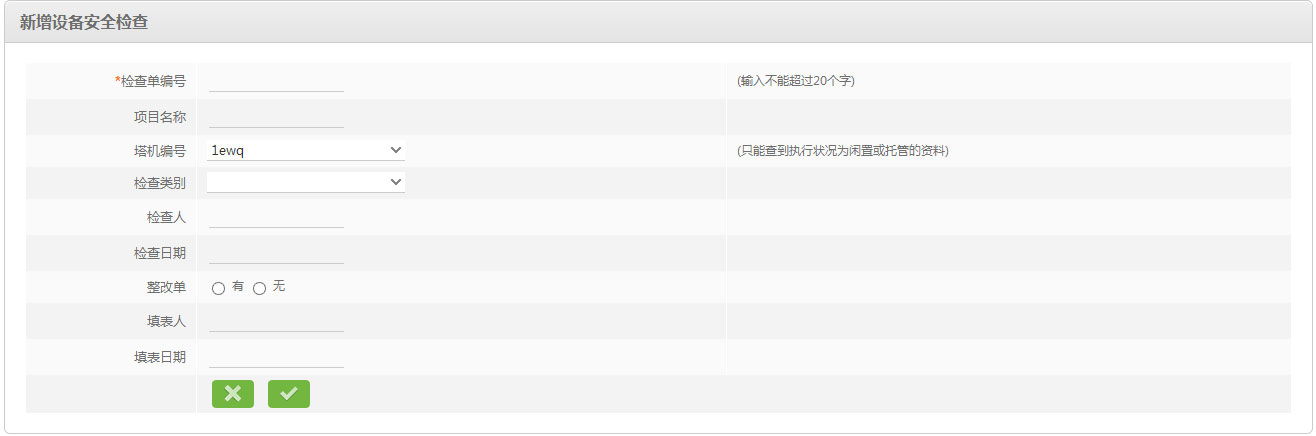 新增设备安全检查
*检查单编号 (输入不能超过20个字)
项目名称
塔机编号 1ewq (只能查到执行状况为闲置或托管的资料)
检查类别
检查人
检查日期
整改单 有 无
填表人
填表日期